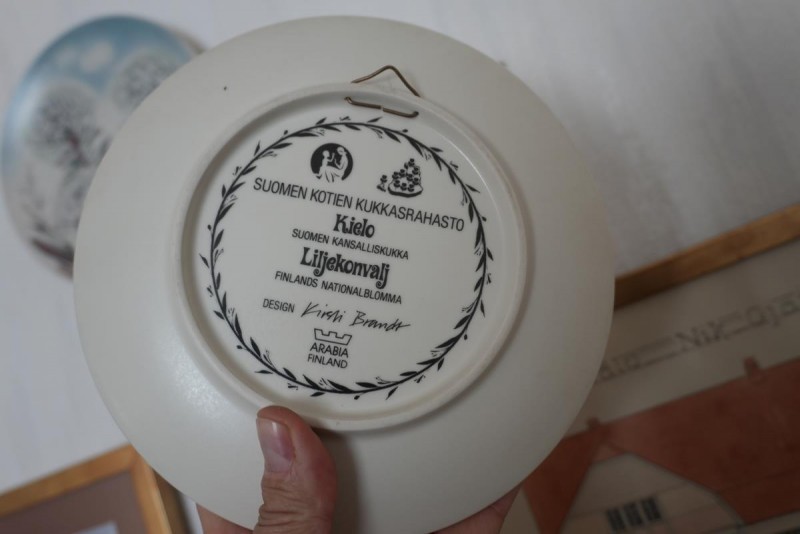 SUOMEN KOTIEN KUKKASRAHASTO
Kielo
SUOMEN KANSALLISKUKKA
Liljekonvalj
FINLANDS NATIONALBLOMMA
DESIGN Kirsti Brandt
ARABIA
FINLAND